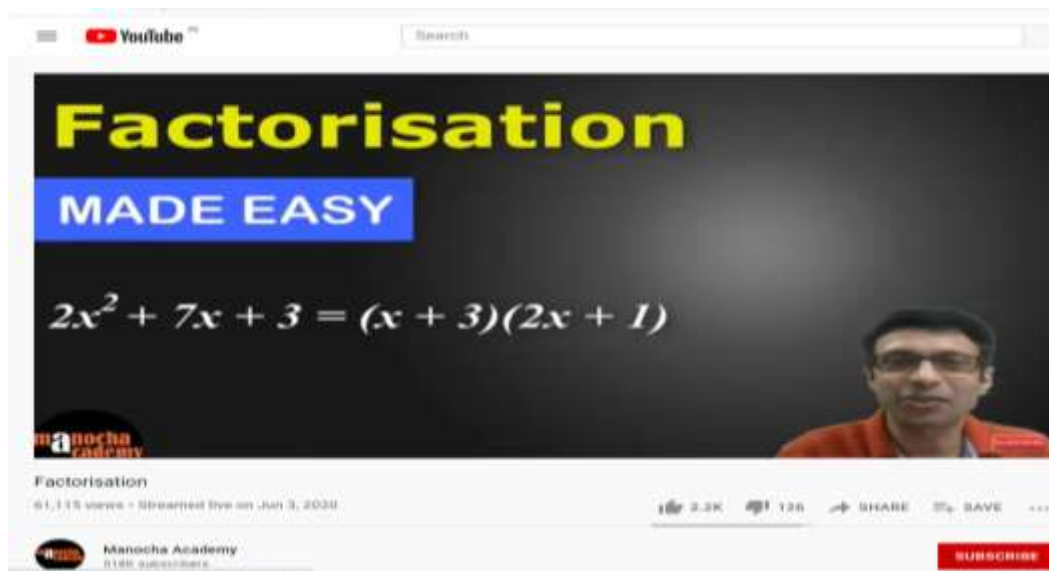 YouTube
Search
Factorisation
MADE EASY
2x² + 7x + 3 = (x + 3)(2x + 1)
manocha
academy
Factorisation
61,115 views • Streamed live on Jun 3, 2020
2.2K 126 SHARE SAVE
Manocha Academy
subscribers
SUBSCRIBE